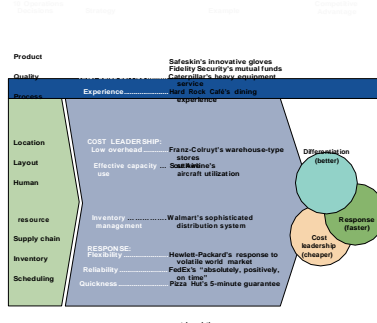 Product
Safeskin's innovative gloves
Fidelity Security's mutual funds
Quality
Caterpillar's heavy equipment
service
Process
Experience.................Hard Rock Café's dining
experience
Location
COST LEADERSHIP:
Low overhead ..........Franz-Colruyt's warehouse-type
stores
Layout
Effective capacity ...
use
aircraft utilization
Human
resource
Inventory ..................Walmart's sophisticated
management
distribution system
Supply chain
RESPONSE:
Flexibility.................Hewlett-Packard's response to
volatile world market
Inventory
Reliability.................FedEx's "absolutely, positively,
on time"
Scheduling
Quickness................Pizza Hut's 5-minute guarantee
Differentiation
(better)
Response
(faster)
Cost
leadership
(cheaper)